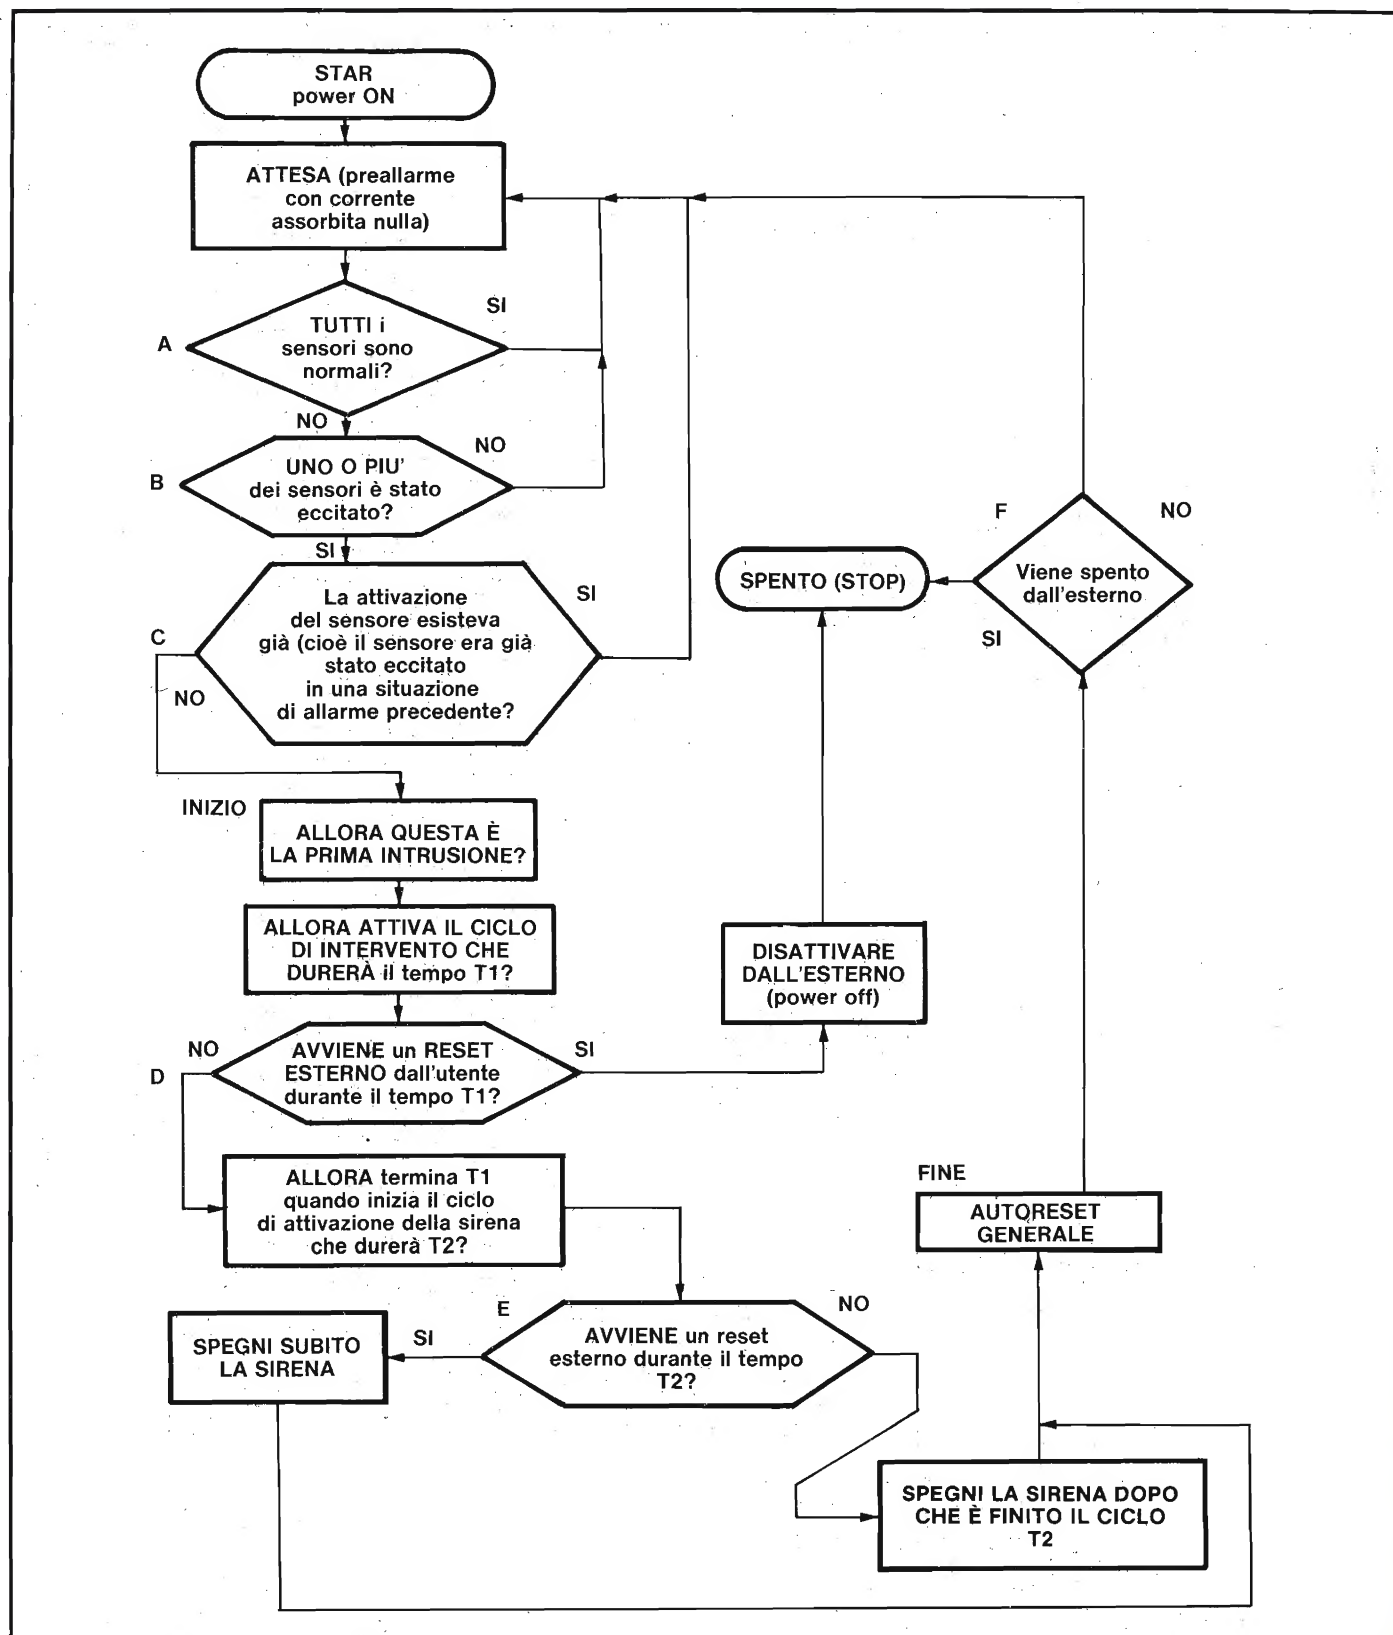 STAR
power ON
ATTESA (preallarme
con corrente
assorbita nulla)
SI
A
TUTTI i
sensori sono
normali?
NO
NO
B
UNO O PIU'
dei sensori è stato
eccitato?
SI
SI
C
La attivazione
del sensore esisteva
già (cioè il sensore era già
stato eccitato
in una situazione
di allarme precedente?
NO
F
NO
Viene spento
dall'esterno
SI
SPENTO (STOP)
INIZIO
ALLORA QUESTA È
LA PRIMA INTRUSIONE?
ALLORA ATTIVA IL CICLO
DI INTERVENTO CHE
DURERÀ il tempo T1?
DISATTIVARE
DALL'ESTERNO
(power off)
NO
SI
D
AVVIENE un RESET
ESTERNO dall'utente
durante il tempo T1?
ALLORA termina T1
quando inizia il ciclo
di attivazione della sirena
che durerà T2?
FINE
AUTORESET
GENERALE
E
NO
SI
AVVIENE un reset
esterno durante il tempo
T2?
SPEGNI SUBITO
LA SIRENA
SPEGNI LA SIRENA DOPO
CHE È FINITO IL CICLO
T2